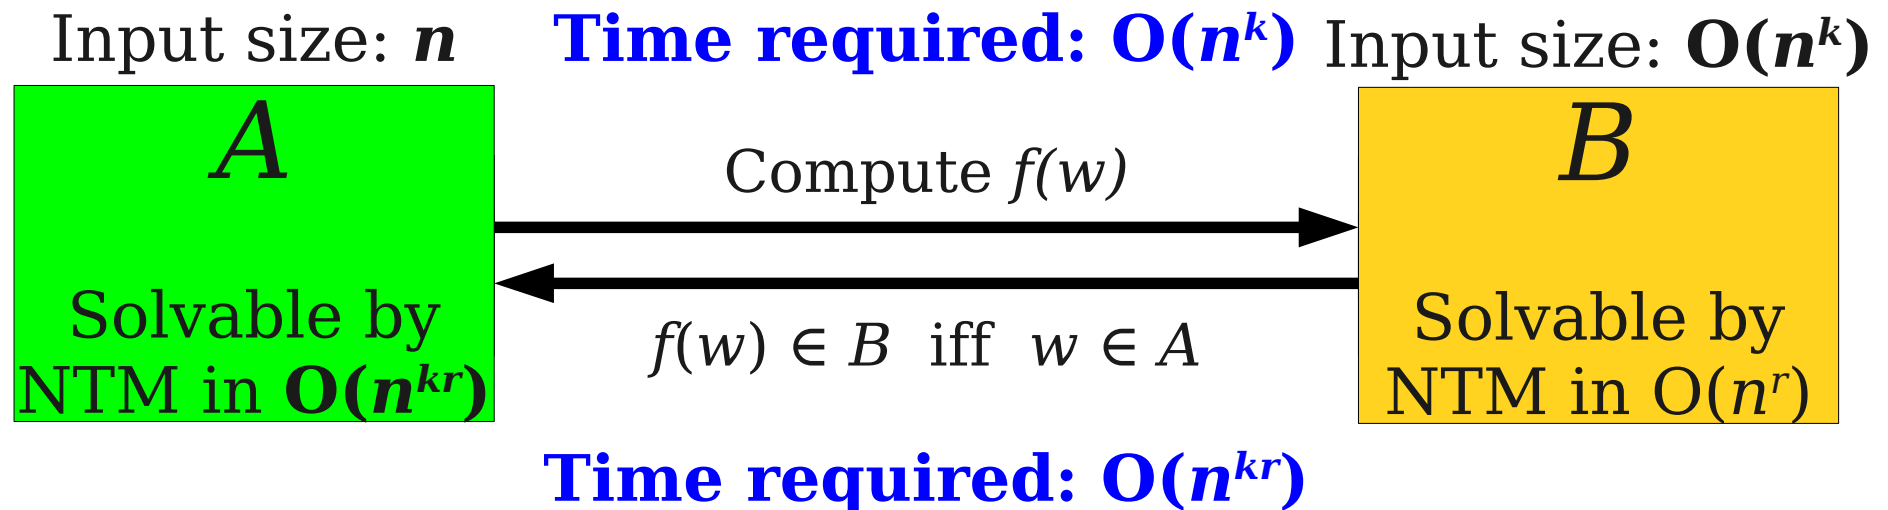 Input size: n
Time required: O(n^k)
Input size: O(n^k)
A
B
Compute f(w)
Solvable by
NTM in O(n^kr)
f(w) ∈ B iff w ∈ A
Solvable by
NTM in O(n^r)
Time required: O(n^kr)